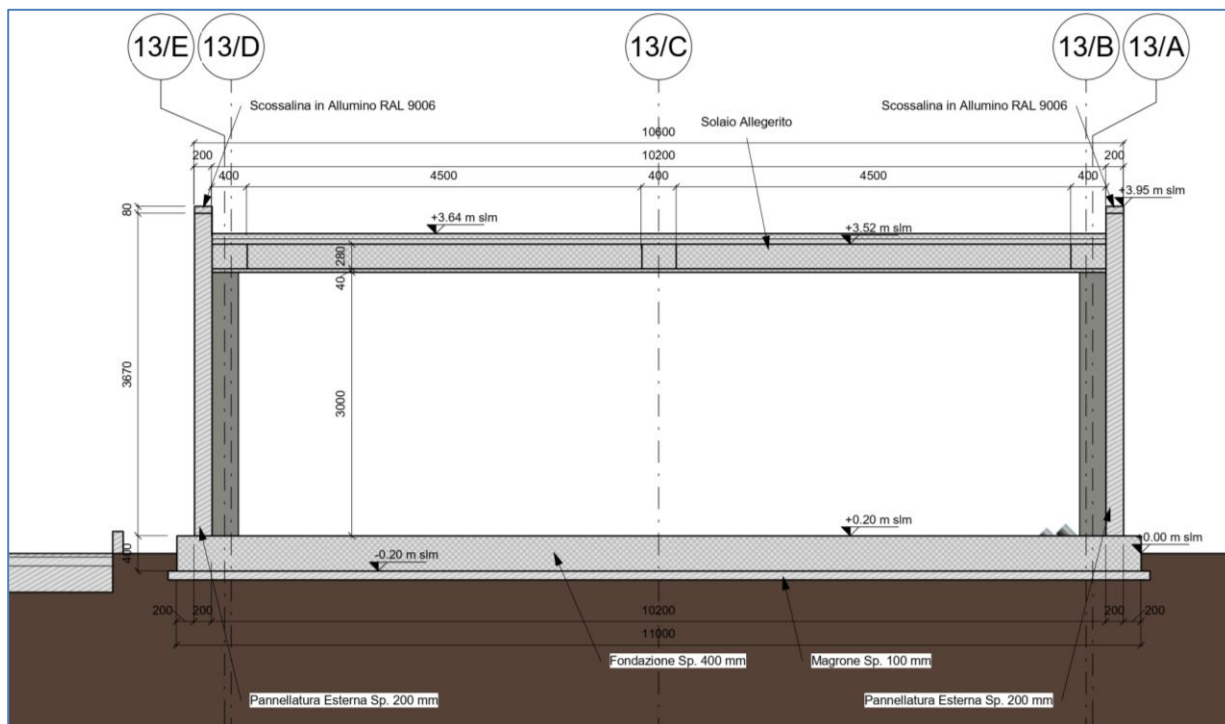 13/E 13/D 13/C 13/B 13/A
Scossalina in Allumino RAL 9006
Scossalina in Allumino RAL 9006
Solaio Allegerito
10600
200 10200 200
400 4500 400 4500 400
80
+3.95 m slm
+3.64 m slm
+3.52 m slm
280
40
3670
3000
+0.20 m slm
+0.00 m slm
400
-0.20 m slm
200 200 10200 200
11000
Fondazione Sp. 400 mm
Magrone Sp. 100 mm
Pannellatura Esterna Sp. 200 mm
Pannellatura Esterna Sp. 200 mm